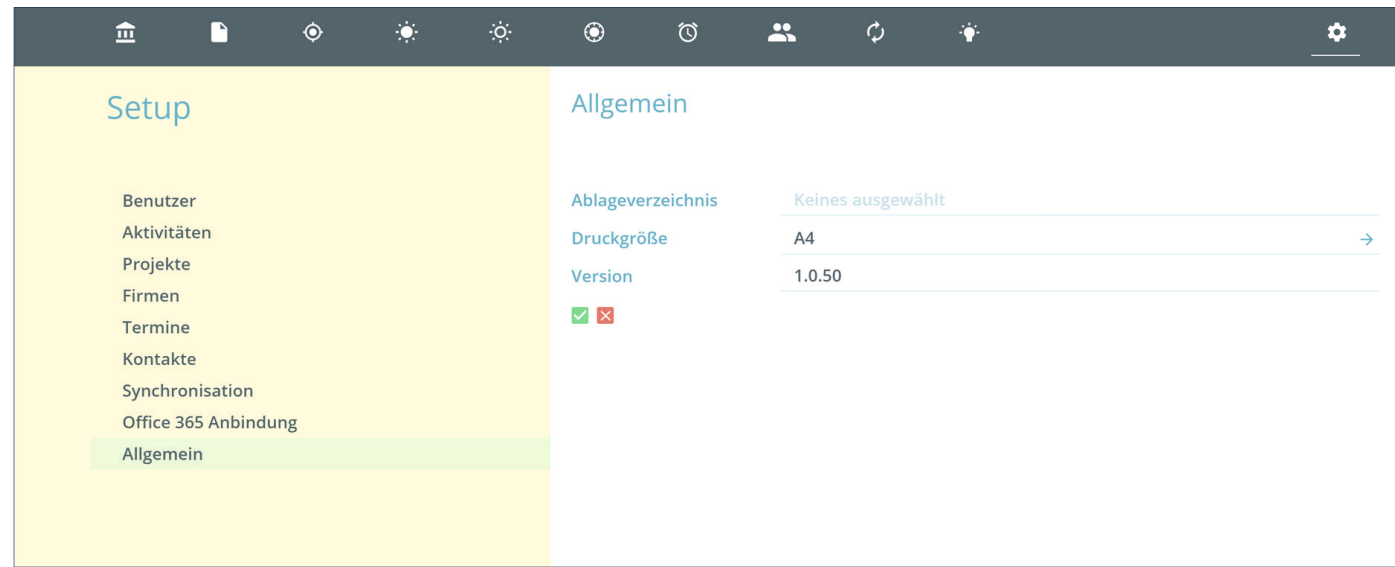 Setup
Benutzer
Aktivitäten
Projekte
Firmen
Termine
Kontakte
Synchronisation
Office 365 Anbindung
Allgemein
Allgemein
Ablageverzeichnis Keines ausgewählt
Druckgröße A4
Version 1.0.50